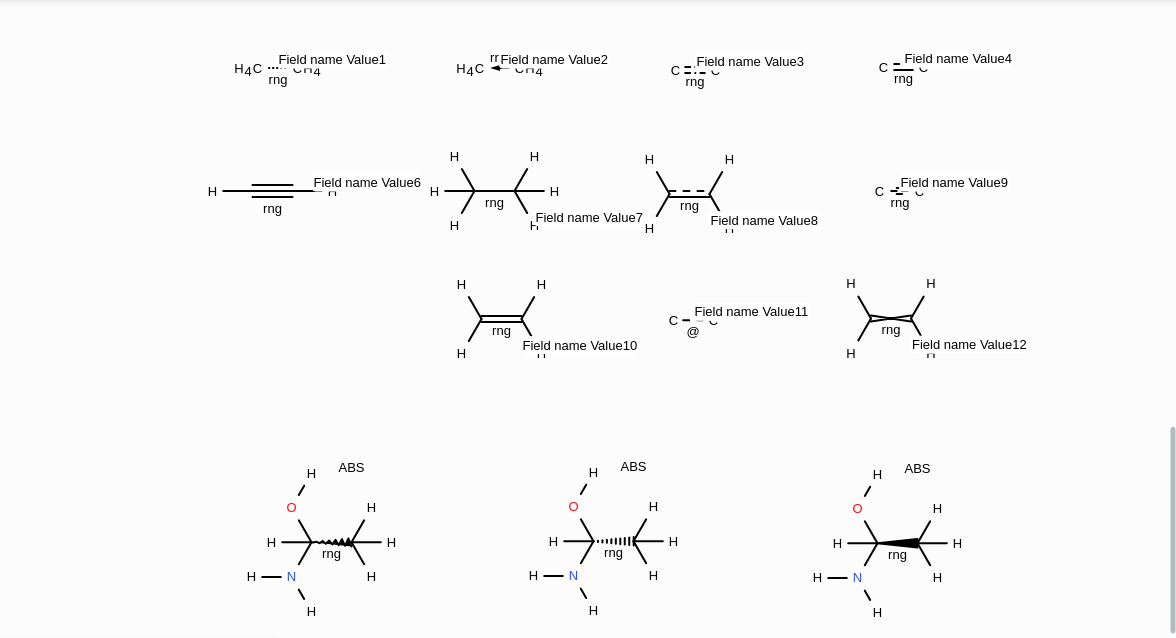 H4C CH4 Field name Value1
rng
H4C CH4 Field name Value2
C C Field name Value3
rng
C C Field name Value4
rng
H H Field name Value6
rng
H H
H H
rng
H H Field name Value7
H H
rng
H H Field name Value8
C C Field name Value9
rng
H H
rng
H H Field name Value10
C C Field name Value11
@
H H
rng
H H Field name Value12
H ABS
O H
H H
rng
H N H
H
H ABS
O H
H H
rng
H N H
H
H ABS
O H
H H
rng
H N H
H